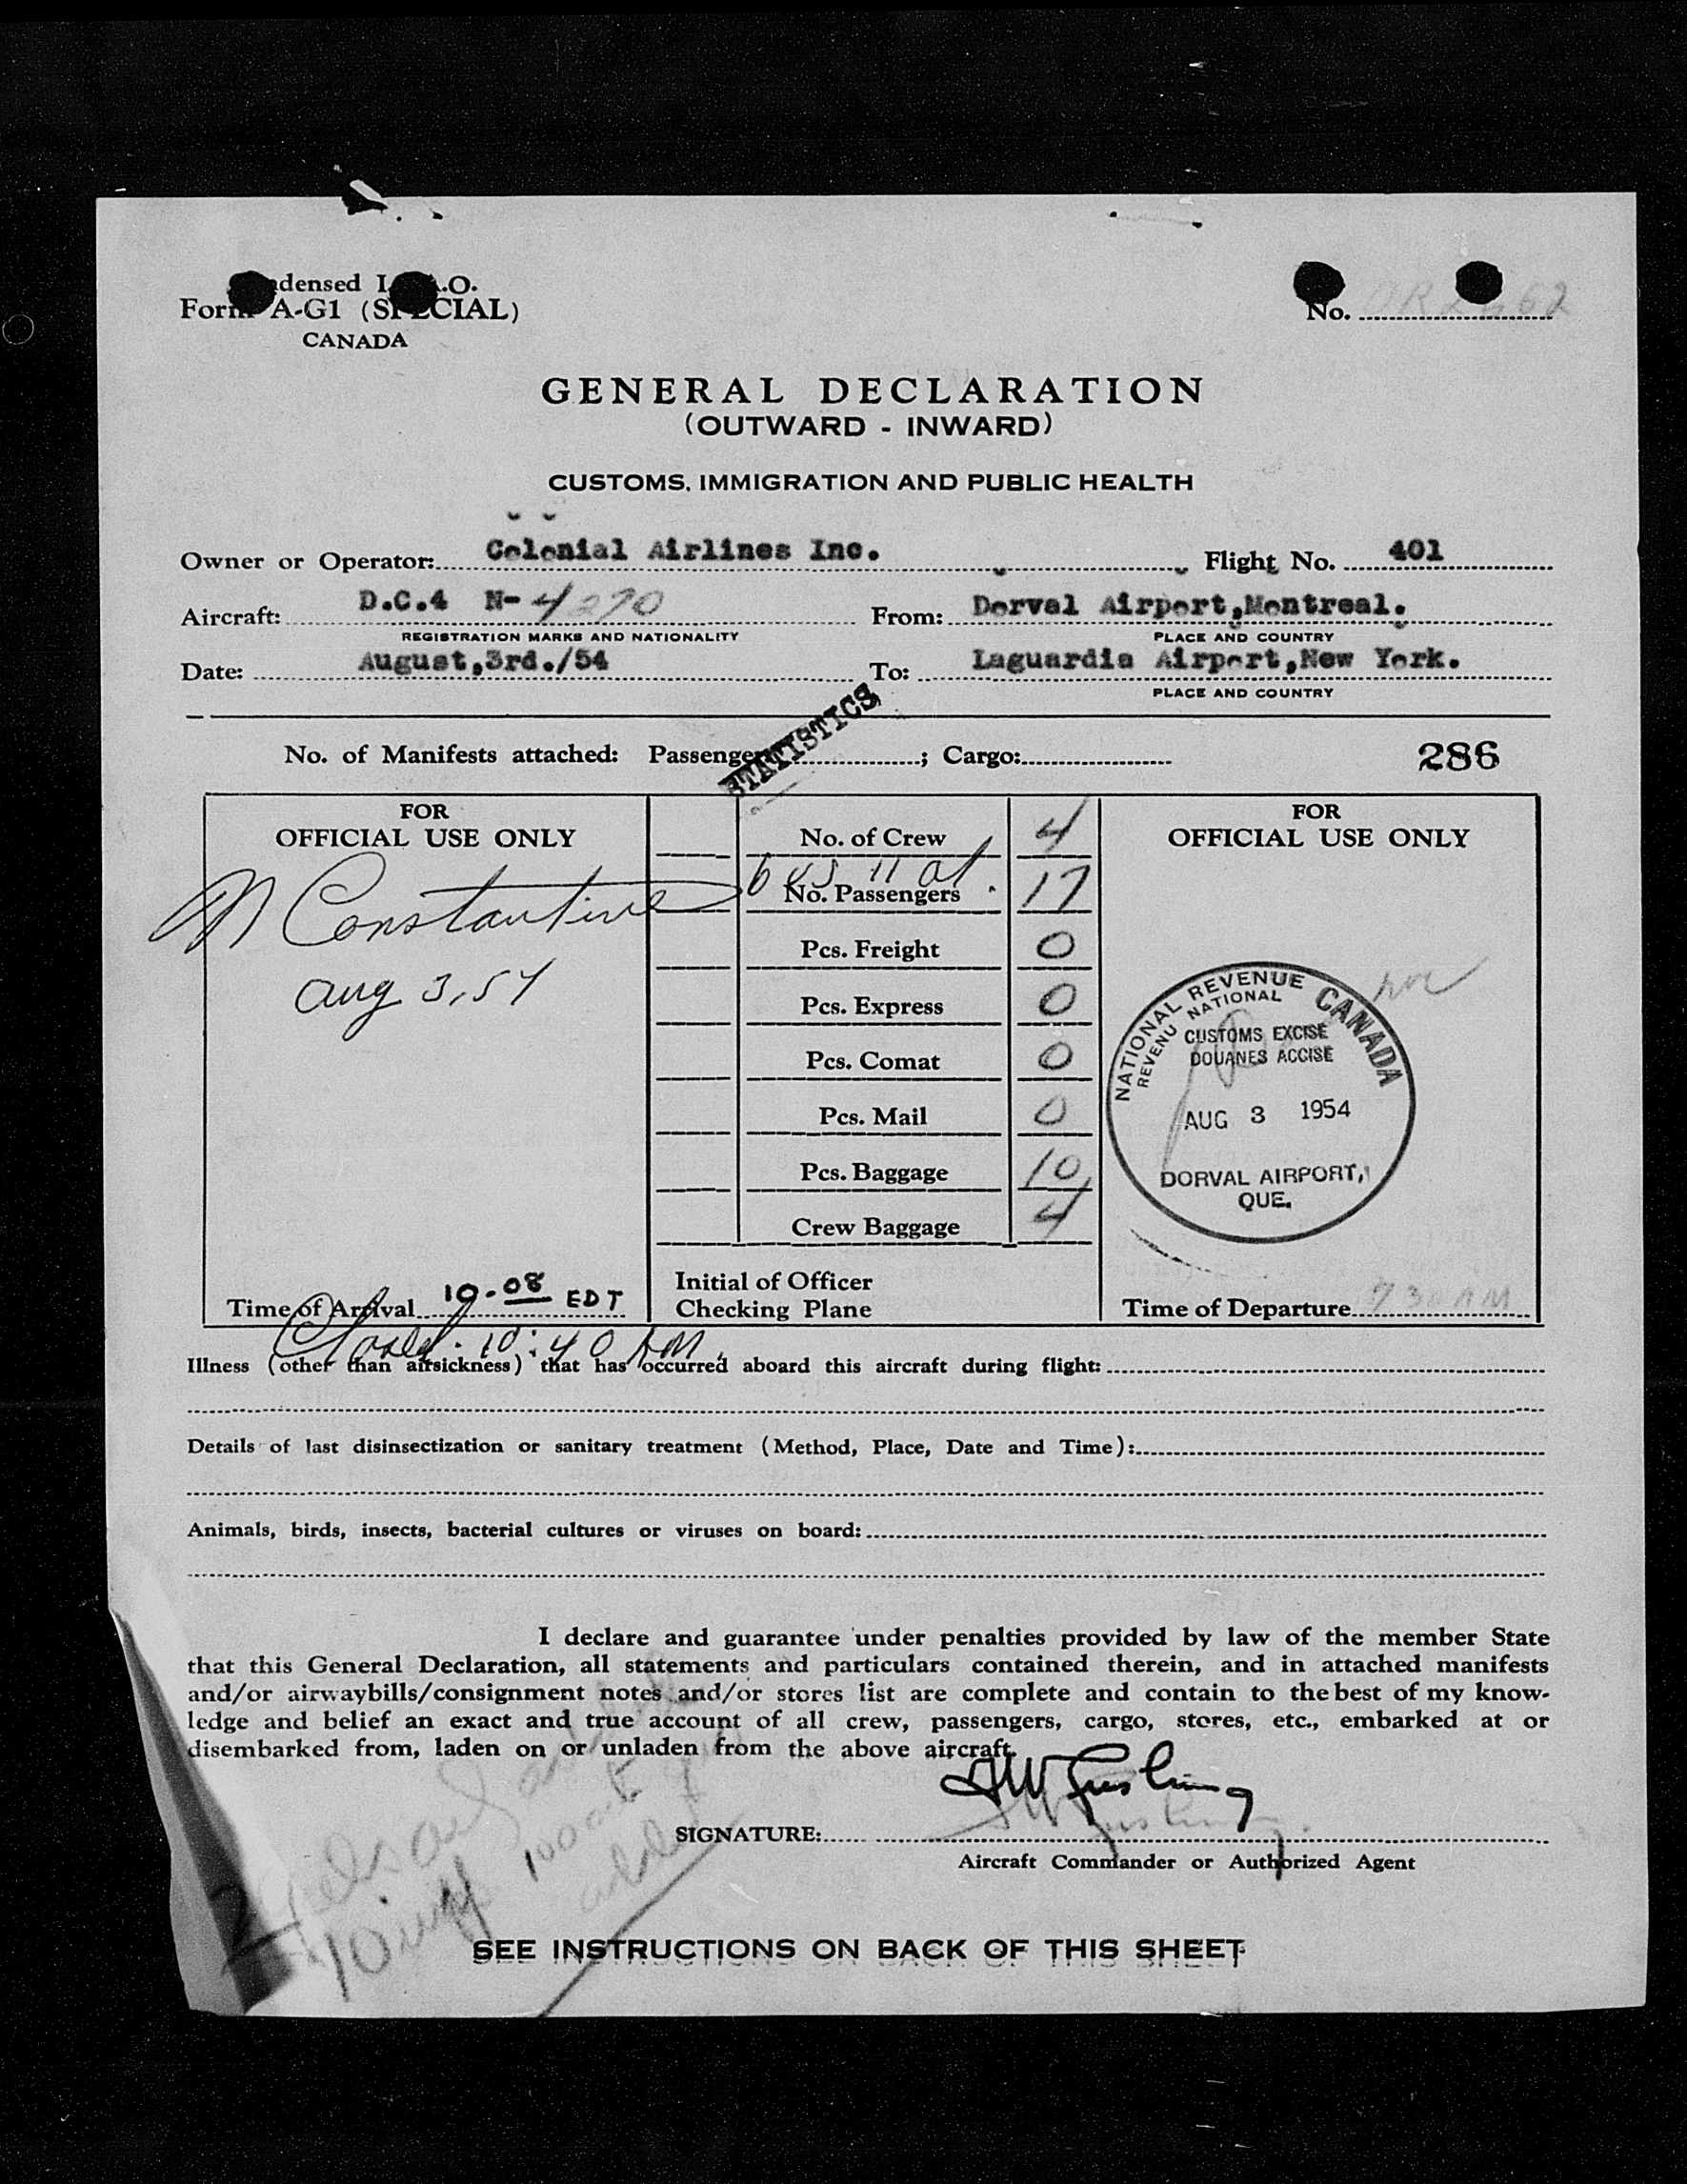 Condensed I.C.A.O.
Form A-G1 (SPECIAL)
CANADA
No.
GENERAL DECLARATION
(OUTWARD - INWARD)
CUSTOMS, IMMIGRATION AND PUBLIC HEALTH
Owner or Operator: Colonial Airlines Inc. Flight No. 401
Aircraft: D.C.4 N-4270 From: Dorval Airport,Montreal.
REGISTRATION MARKS AND NATIONALITY PLACE AND COUNTRY
Date: August,3rd./54 To: Laguardia Airport,New York.
PLACE AND COUNTRY
STATISTICS
No. of Manifests attached: Passenger: ; Cargo: 286
FOR
OFFICIAL USE ONLY
N Constantine
Aug 3, 54
Time of Arrival 10-08 EDT
No. of Crew 4
6 US 11 al.
No. Passengers 17
Pcs. Freight 0
Pcs. Express 0
Pcs. Comat 0
Pcs. Mail 0
Pcs. Baggage 10
Crew Baggage 4
Initial of Officer
Checking Plane
FOR
OFFICIAL USE ONLY
NATIONAL REVENUE CANADA
REVENU NATIONAL
CUSTOMS EXCISE
DOUANES ACCISE
AUG 3 1954
DORVAL AIRPORT,
QUE.
Time of Departure 930 AM
10:40 AM.
Illness (other than airsickness) that has occurred aboard this aircraft during flight:
Details of last disinsectization or sanitary treatment (Method, Place, Date and Time):
Animals, birds, insects, bacterial cultures or viruses on board:
I declare and guarantee under penalties provided by law of the member State
that this General Declaration, all statements and particulars contained therein, and in attached manifests
and/or airwaybills/consignment notes and/or stores list are complete and contain to the best of my know-
ledge and belief an exact and true account of all crew, passengers, cargo, stores, etc., embarked at or
disembarked from, laden on or unladen from the above aircraft.
SIGNATURE:
Aircraft Commander or Authorized Agent
SEE INSTRUCTIONS ON BACK OF THIS SHEET